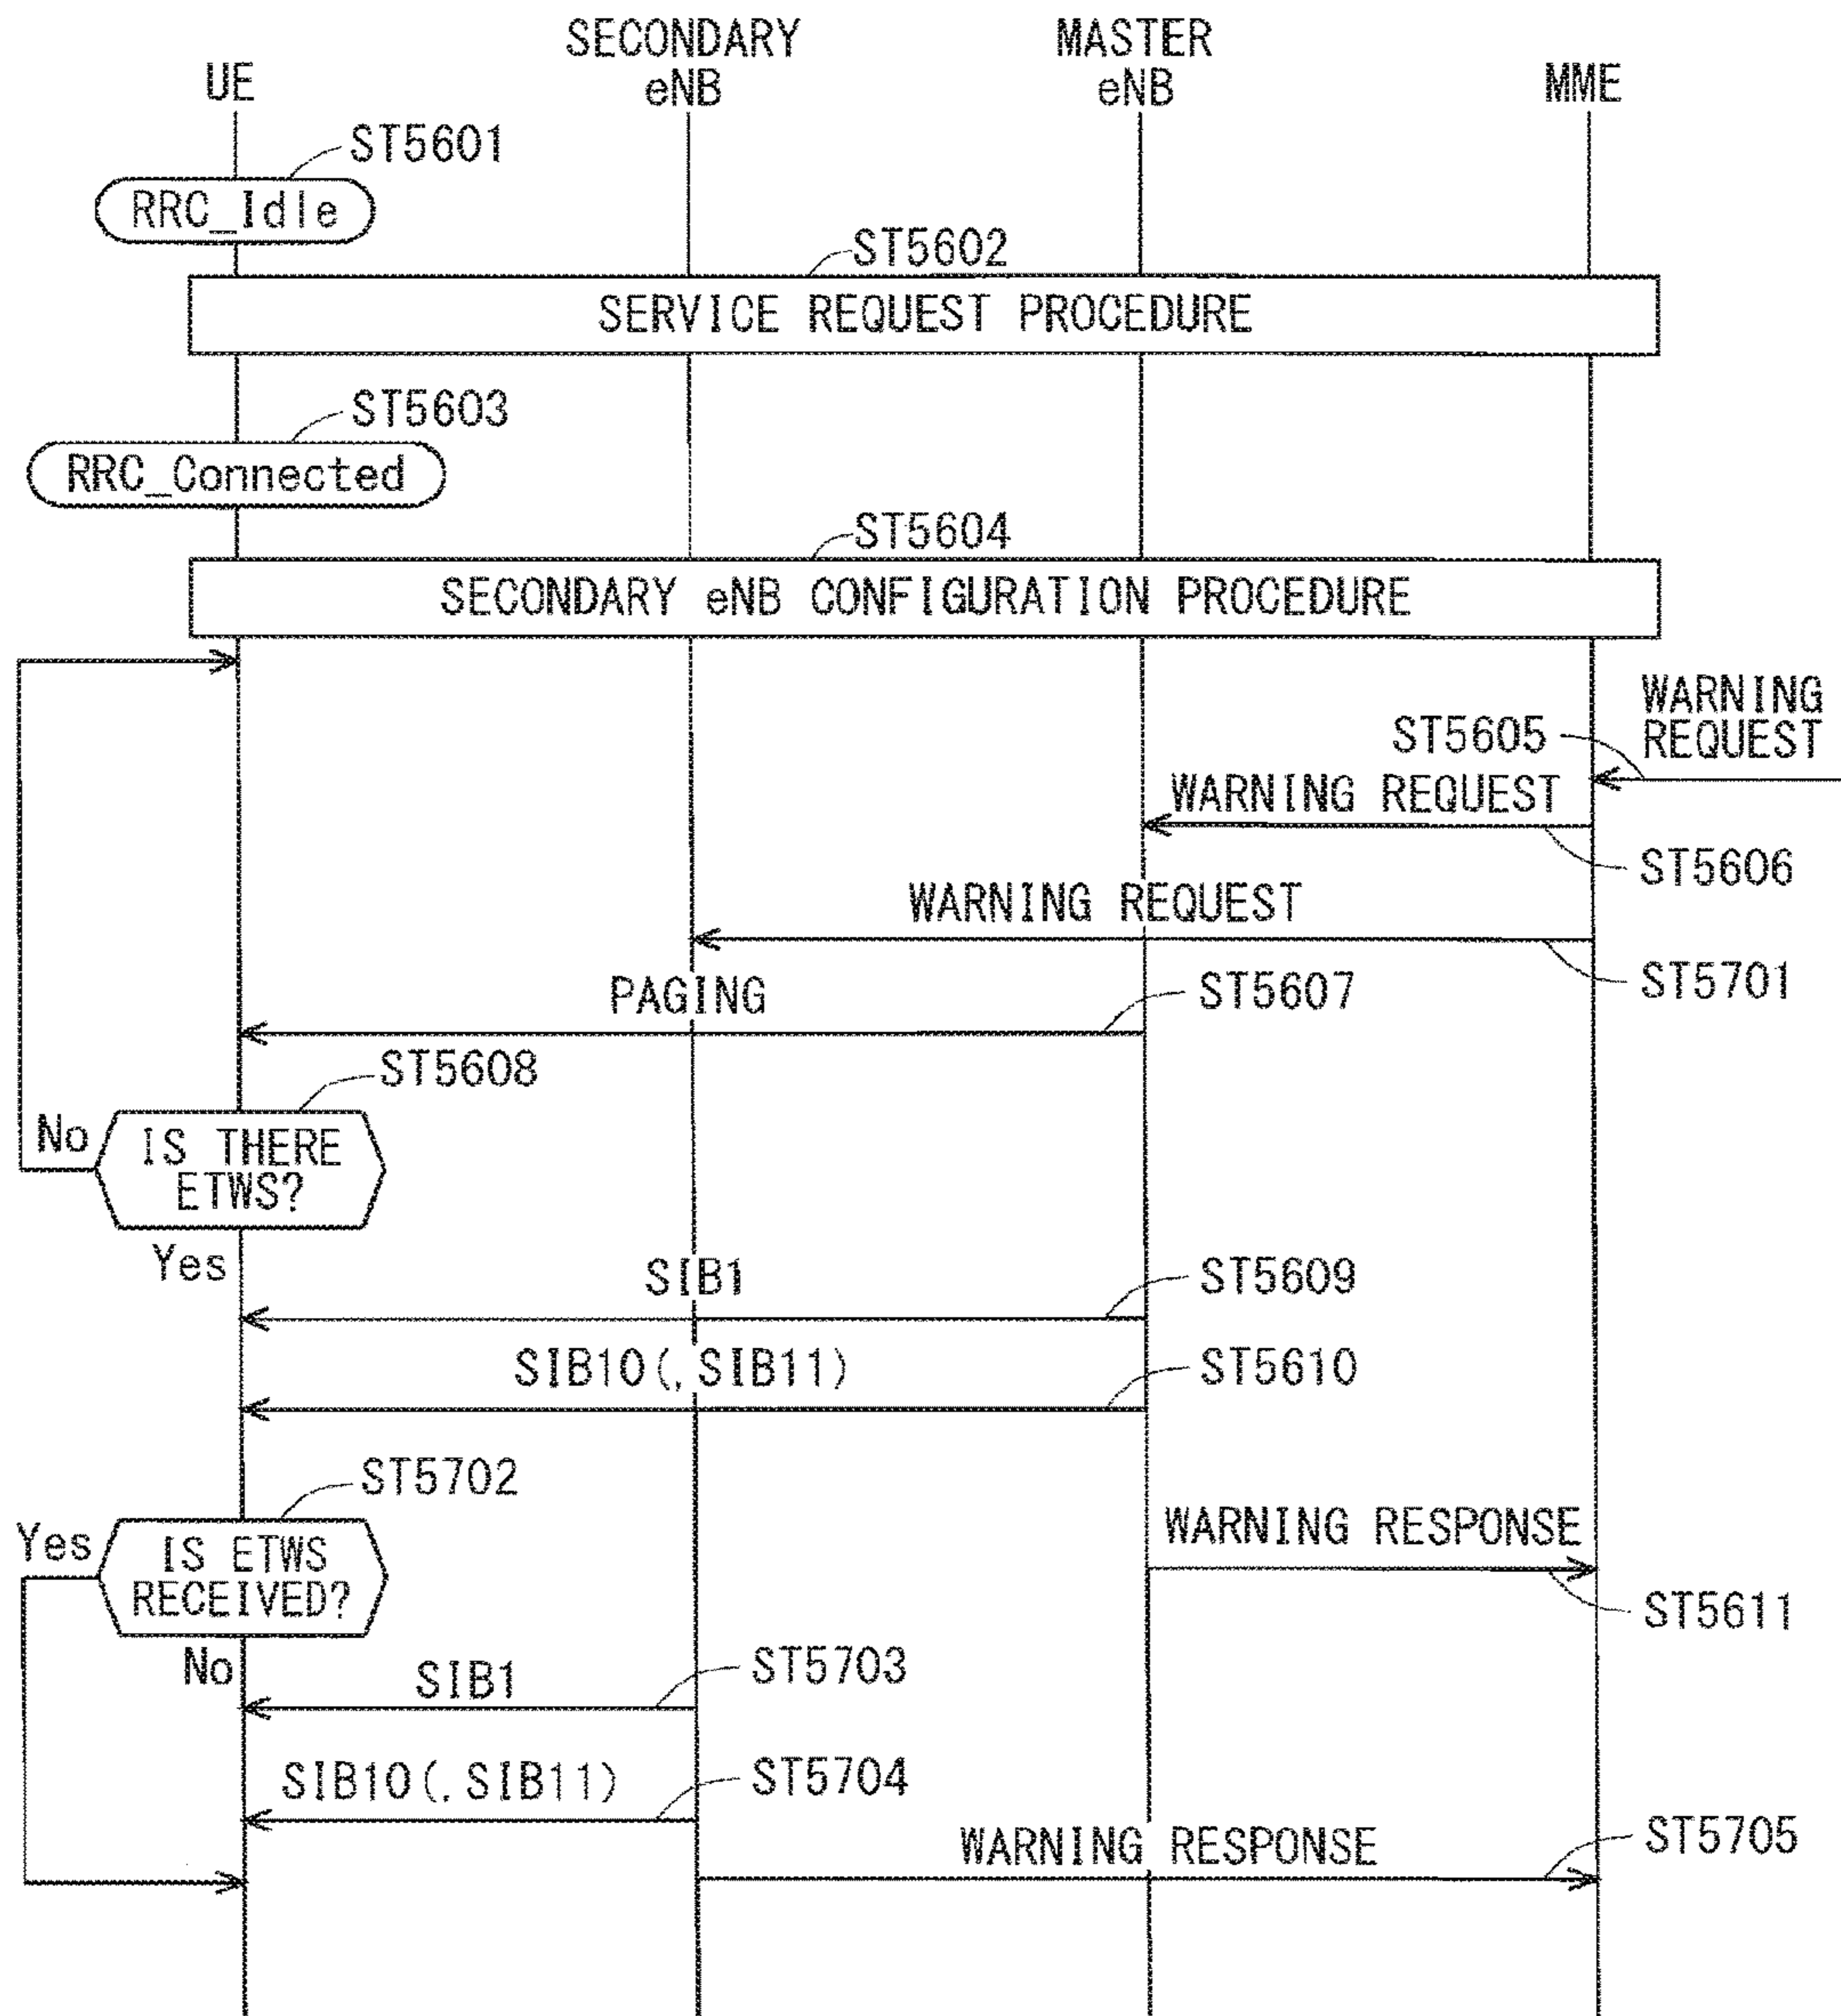 UE
SECONDARY
eNB
MASTER
eNB
MME
ST5601
RRC_Idle
ST5602
SERVICE REQUEST PROCEDURE
ST5603
RRC_Connected
ST5604
SECONDARY eNB CONFIGURATION PROCEDURE
WARNING
REQUEST
ST5605
WARNING REQUEST
ST5606
WARNING REQUEST
ST5701
PAGING
ST5607
ST5608
No
IS THERE
ETWS?
Yes
SIB1
ST5609
SIB10(,SIB11)
ST5610
ST5702
Yes
IS ETWS
RECEIVED?
No
WARNING RESPONSE
ST5611
SIB1
ST5703
SIB10(,SIB11)
ST5704
WARNING RESPONSE
ST5705